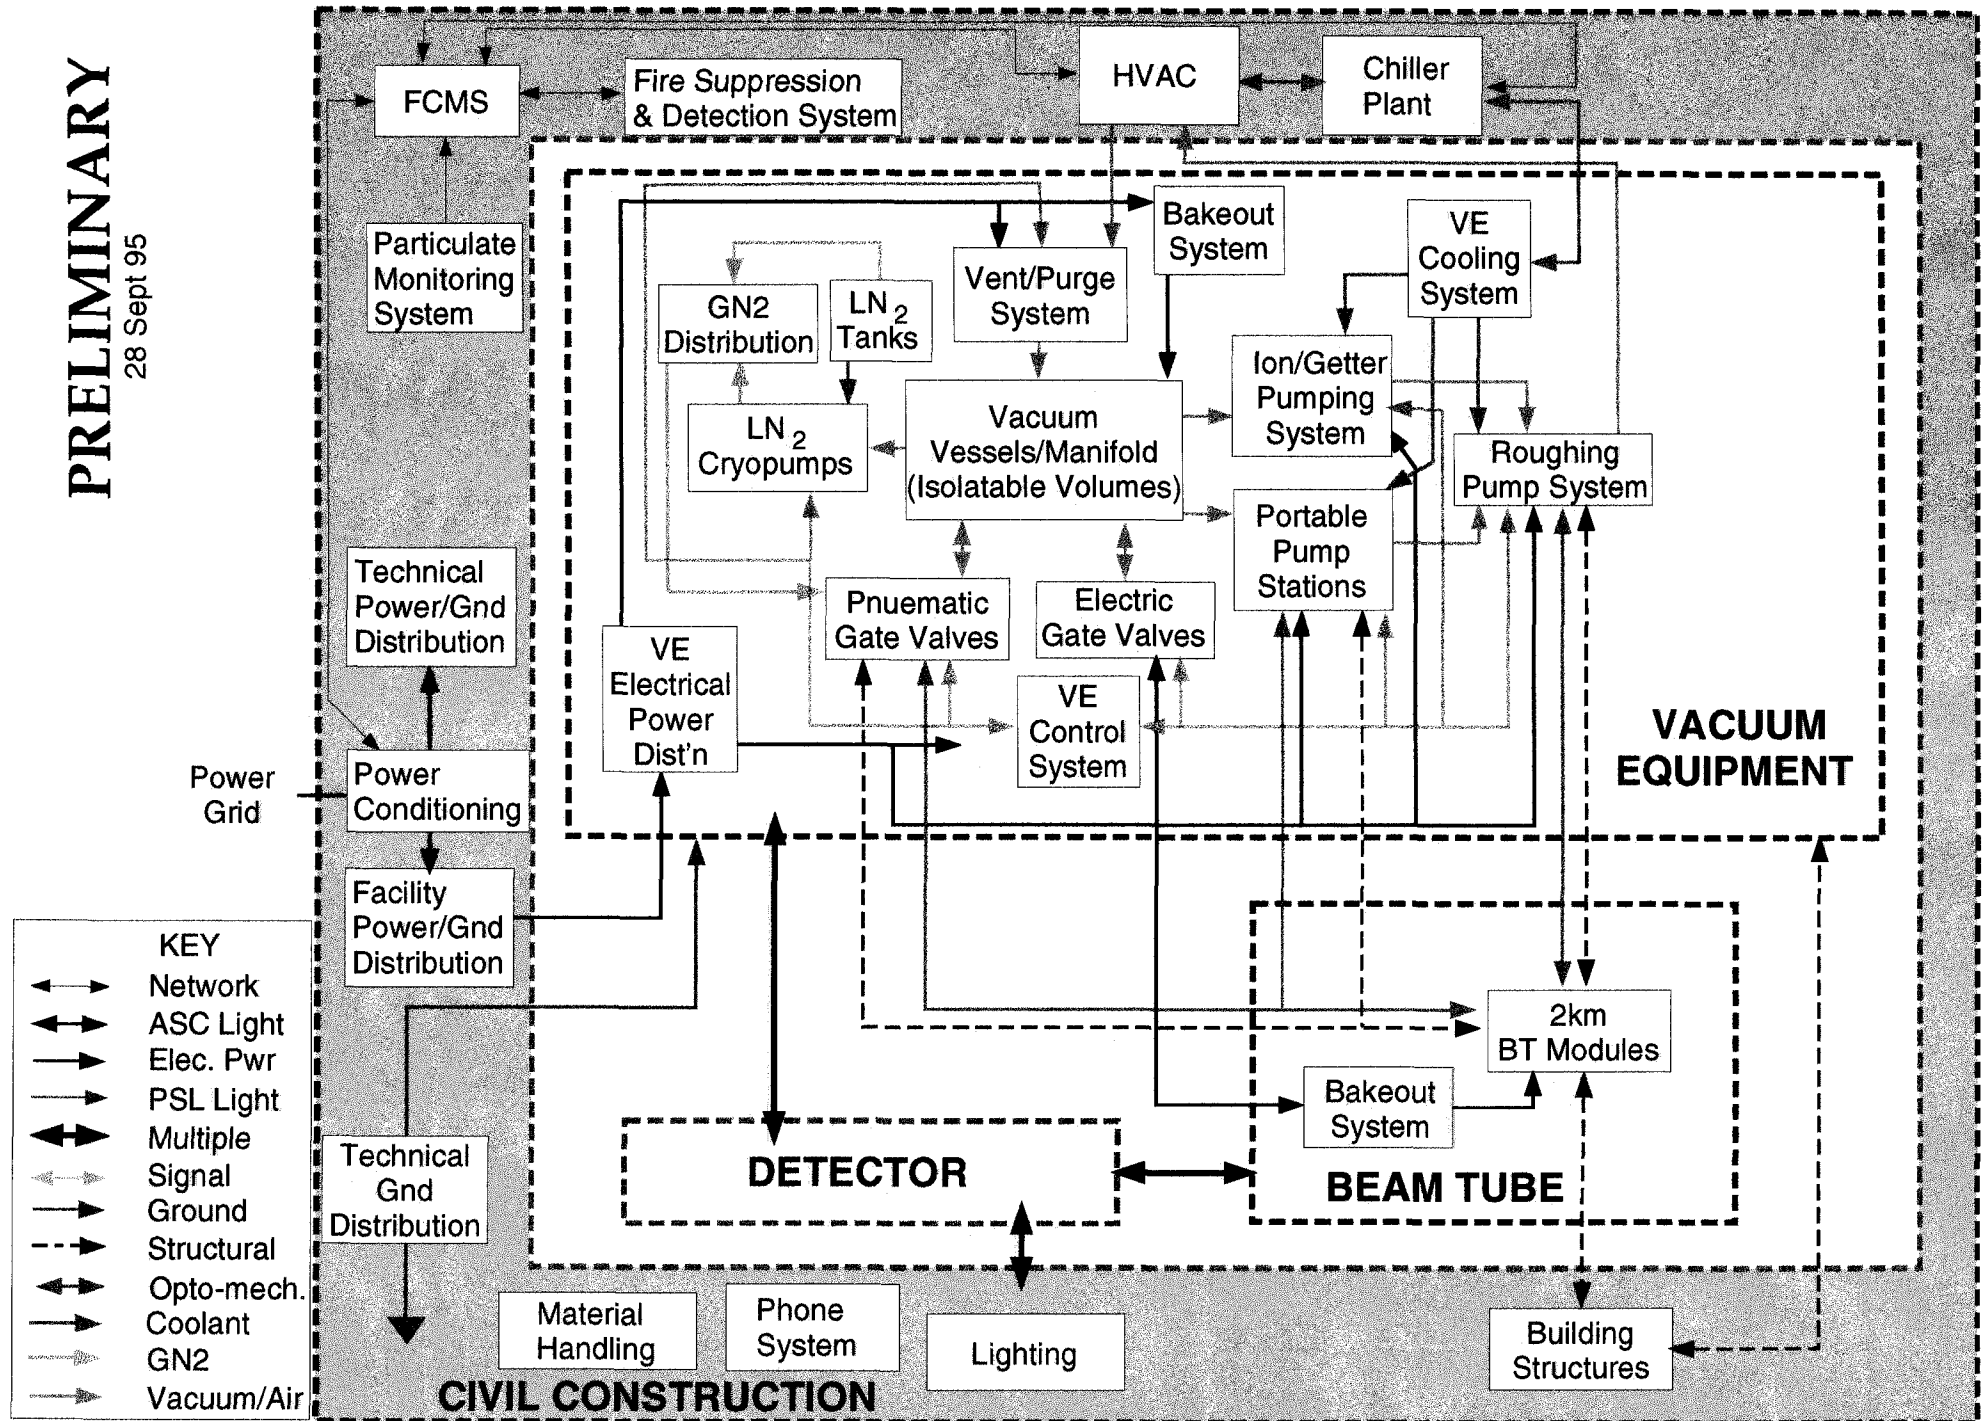 PRELIMINARY
28 Sept 95
FCMS
Fire Suppression
& Detection System
HVAC
Chiller
Plant
Particulate
Monitoring
System
Bakeout
System
VE
Cooling
System
Vent/Purge
System
GN2
Distribution
LN 2
Tanks
Ion/Getter
Pumping
System
LN 2
Cryopumps
Vacuum
Vessels/Manifold
(Isolatable Volumes)
Roughing
Pump System
Portable
Pump
Stations
Technical
Power/Gnd
Distribution
Pnuematic
Gate Valves
Electric
Gate Valves
VE
Electrical
Power
Dist'n
VE
Control
System
VACUUM
EQUIPMENT
Power
Grid
Power
Conditioning
Facility
Power/Gnd
Distribution
KEY
Network
ASC Light
Elec. Pwr
PSL Light
Multiple
Signal
Ground
Structural
Opto-mech.
Coolant
GN2
Vacuum/Air
2km
BT Modules
Bakeout
System
BEAM TUBE
DETECTOR
Technical
Gnd
Distribution
Material
Handling
Phone
System
Lighting
Building
Structures
CIVIL CONSTRUCTION